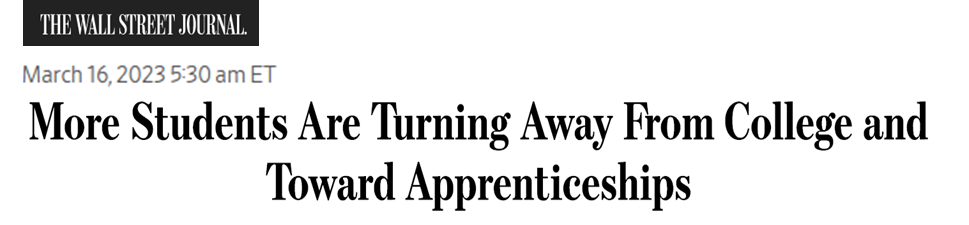 THE WALL STREET JOURNAL.
March 16, 2023 5:30 am ET
More Students Are Turning Away From College and
Toward Apprenticeships